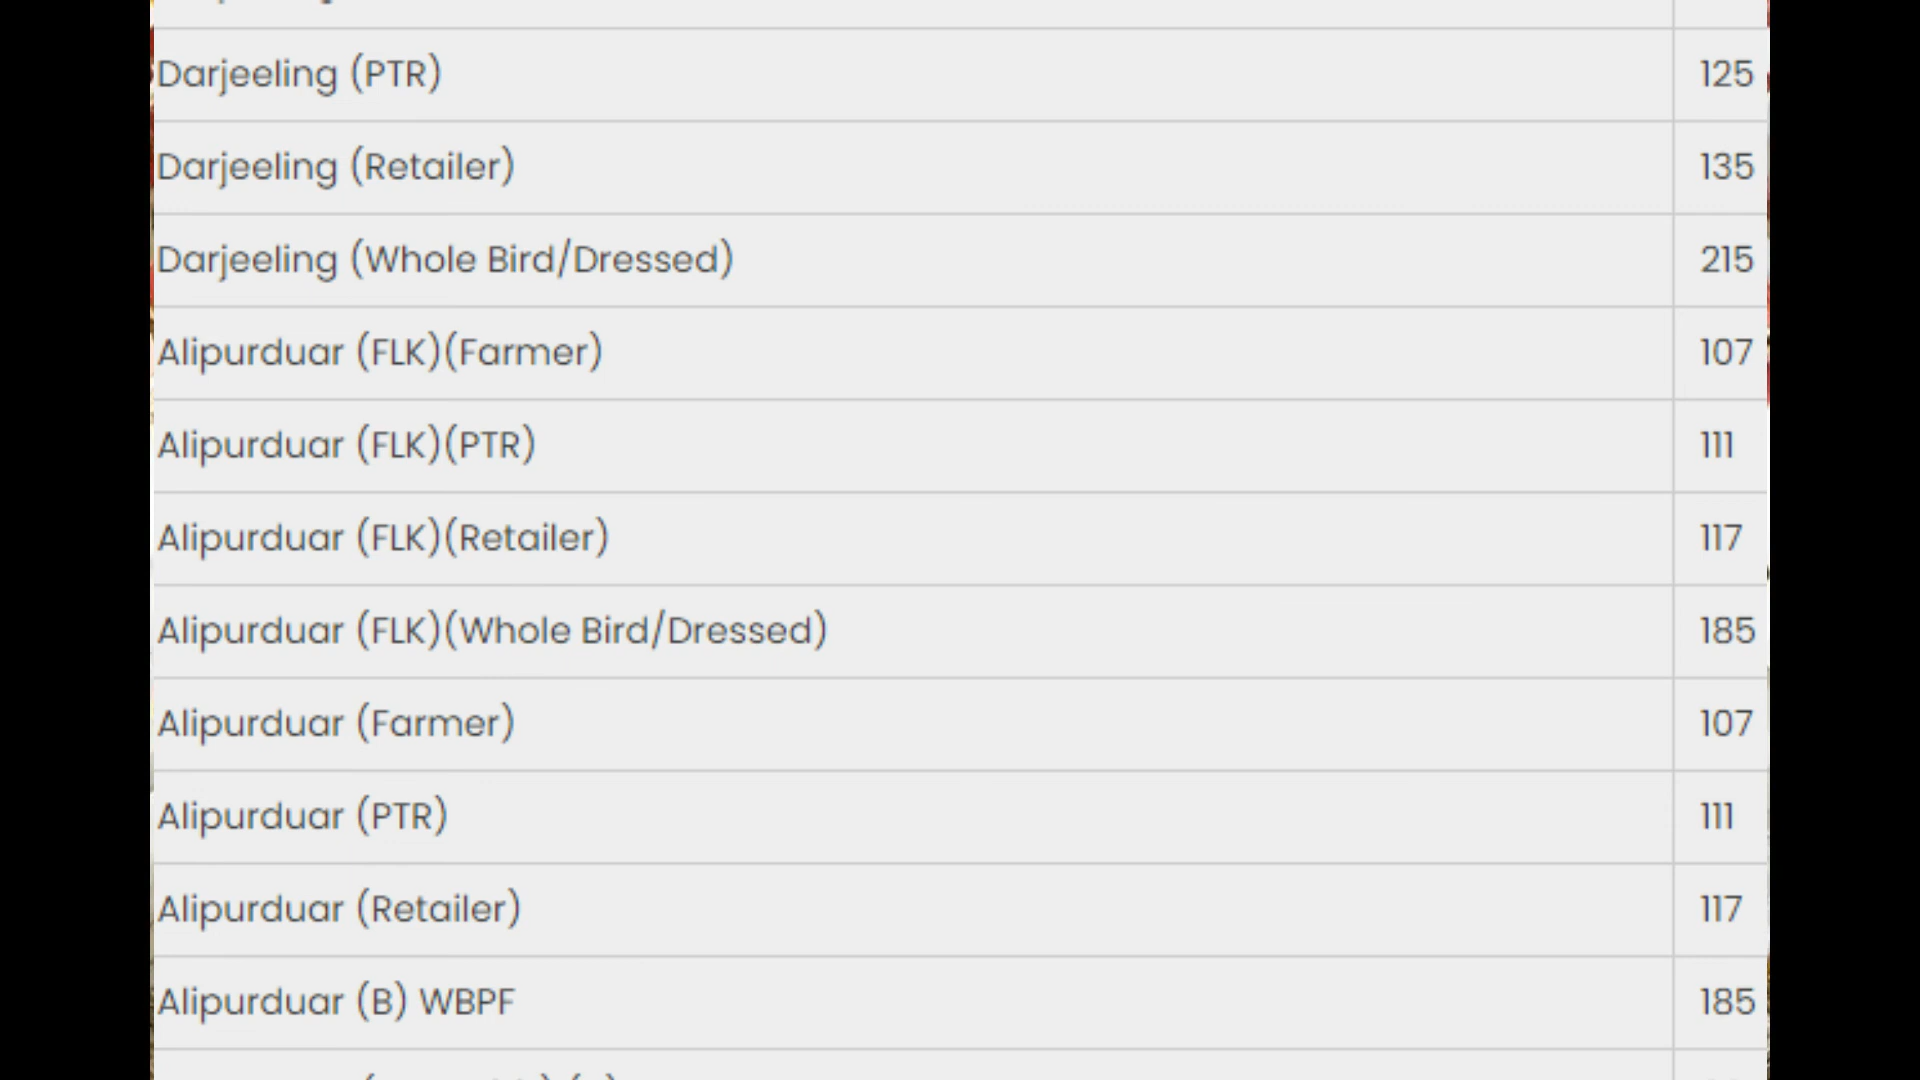 Darjeeling (PTR) 125
Darjeeling (Retailer) 135
Darjeeling (Whole Bird/Dressed) 215
Alipurduar (FLK)(Farmer) 107
Alipurduar (FLK)(PTR) 111
Alipurduar (FLK)(Retailer) 117
Alipurduar (FLK)(Whole Bird/Dressed) 185
Alipurduar (Farmer) 107
Alipurduar (PTR) 111
Alipurduar (Retailer) 117
Alipurduar (B) WBPF 185